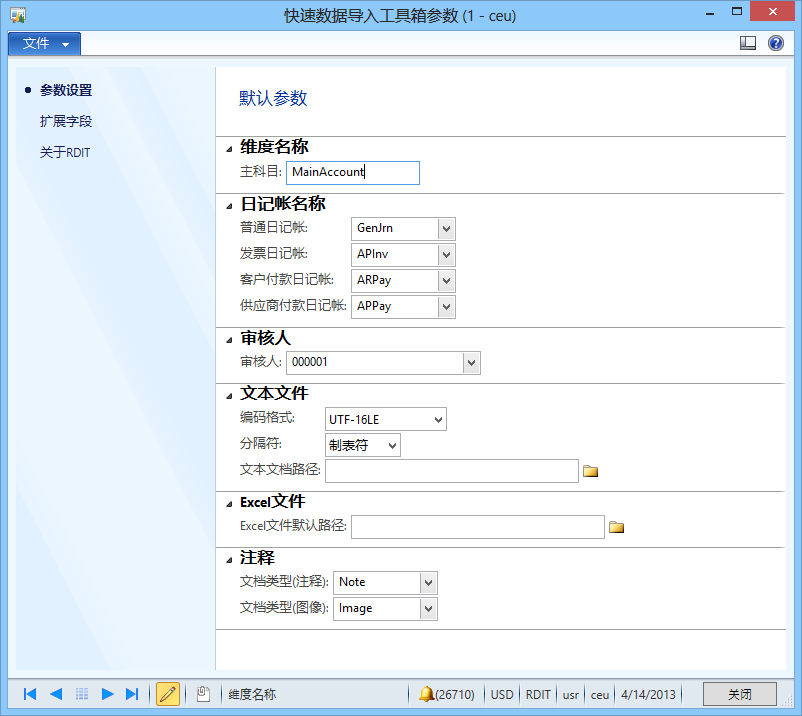 快速数据导入工具箱参数 (1 - ceu)
文件
参数设置
扩展字段
关于RDIT
默认参数
维度名称
主科目: MainAccount
日记帐名称
普通日记帐: GenJrn
发票日记帐: APInv
客户付款日记帐: ARPay
供应商付款日记帐: APPay
审核人
审核人: 000001
文本文件
编码格式: UTF-16LE
分隔符: 制表符
文本文档路径:
Excel文件
Excel文件默认路径:
注释
文档类型(注释): Note
文档类型(图像): Image
维度名称 (26710) USD RDIT usr ceu 4/14/2013 关闭